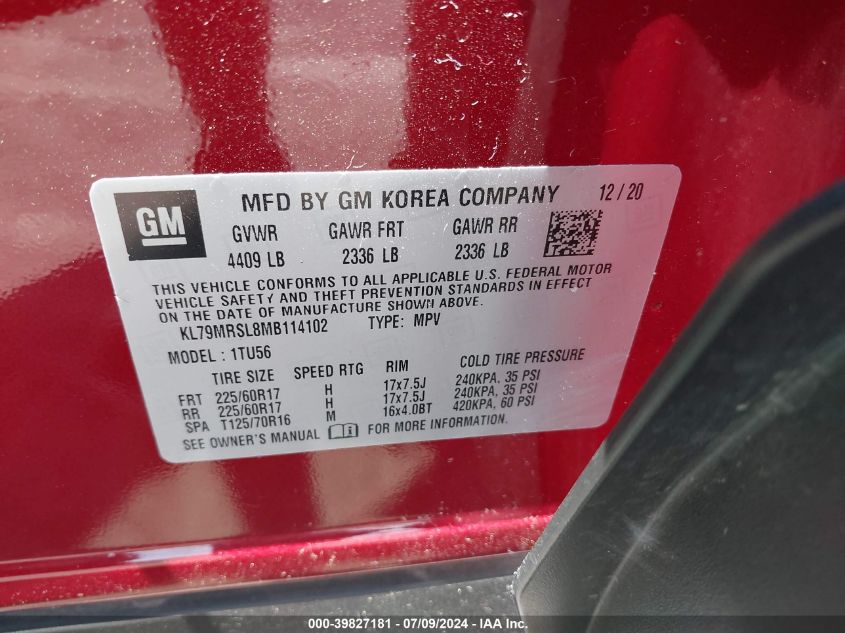 GM
MFD BY GM KOREA COMPANY 12/20
GVWR GAWR FRT GAWR RR
4409 LB 2336 LB 2336 LB
THIS VEHICLE CONFORMS TO ALL APPLICABLE U.S. FEDERAL MOTOR
VEHICLE SAFETY AND THEFT PREVENTION STANDARDS IN EFFECT
ON THE DATE OF MANUFACTURE SHOWN ABOVE.
KL79MRSL8MB114102 TYPE: MPV
MODEL: 1TU56
TIRE SIZE SPEED RTG RIM COLD TIRE PRESSURE
FRT 225/60R17 H 17x7.5J 240KPA, 35 PSI
RR 225/60R17 H 17x7.5J 240KPA, 35 PSI
SPA T125/70R16 M 16x4.0BT 420KPA, 60 PSI
SEE OWNER'S MANUAL FOR MORE INFORMATION.
000-39827181 / 07/09/2024 - IAA Inc.